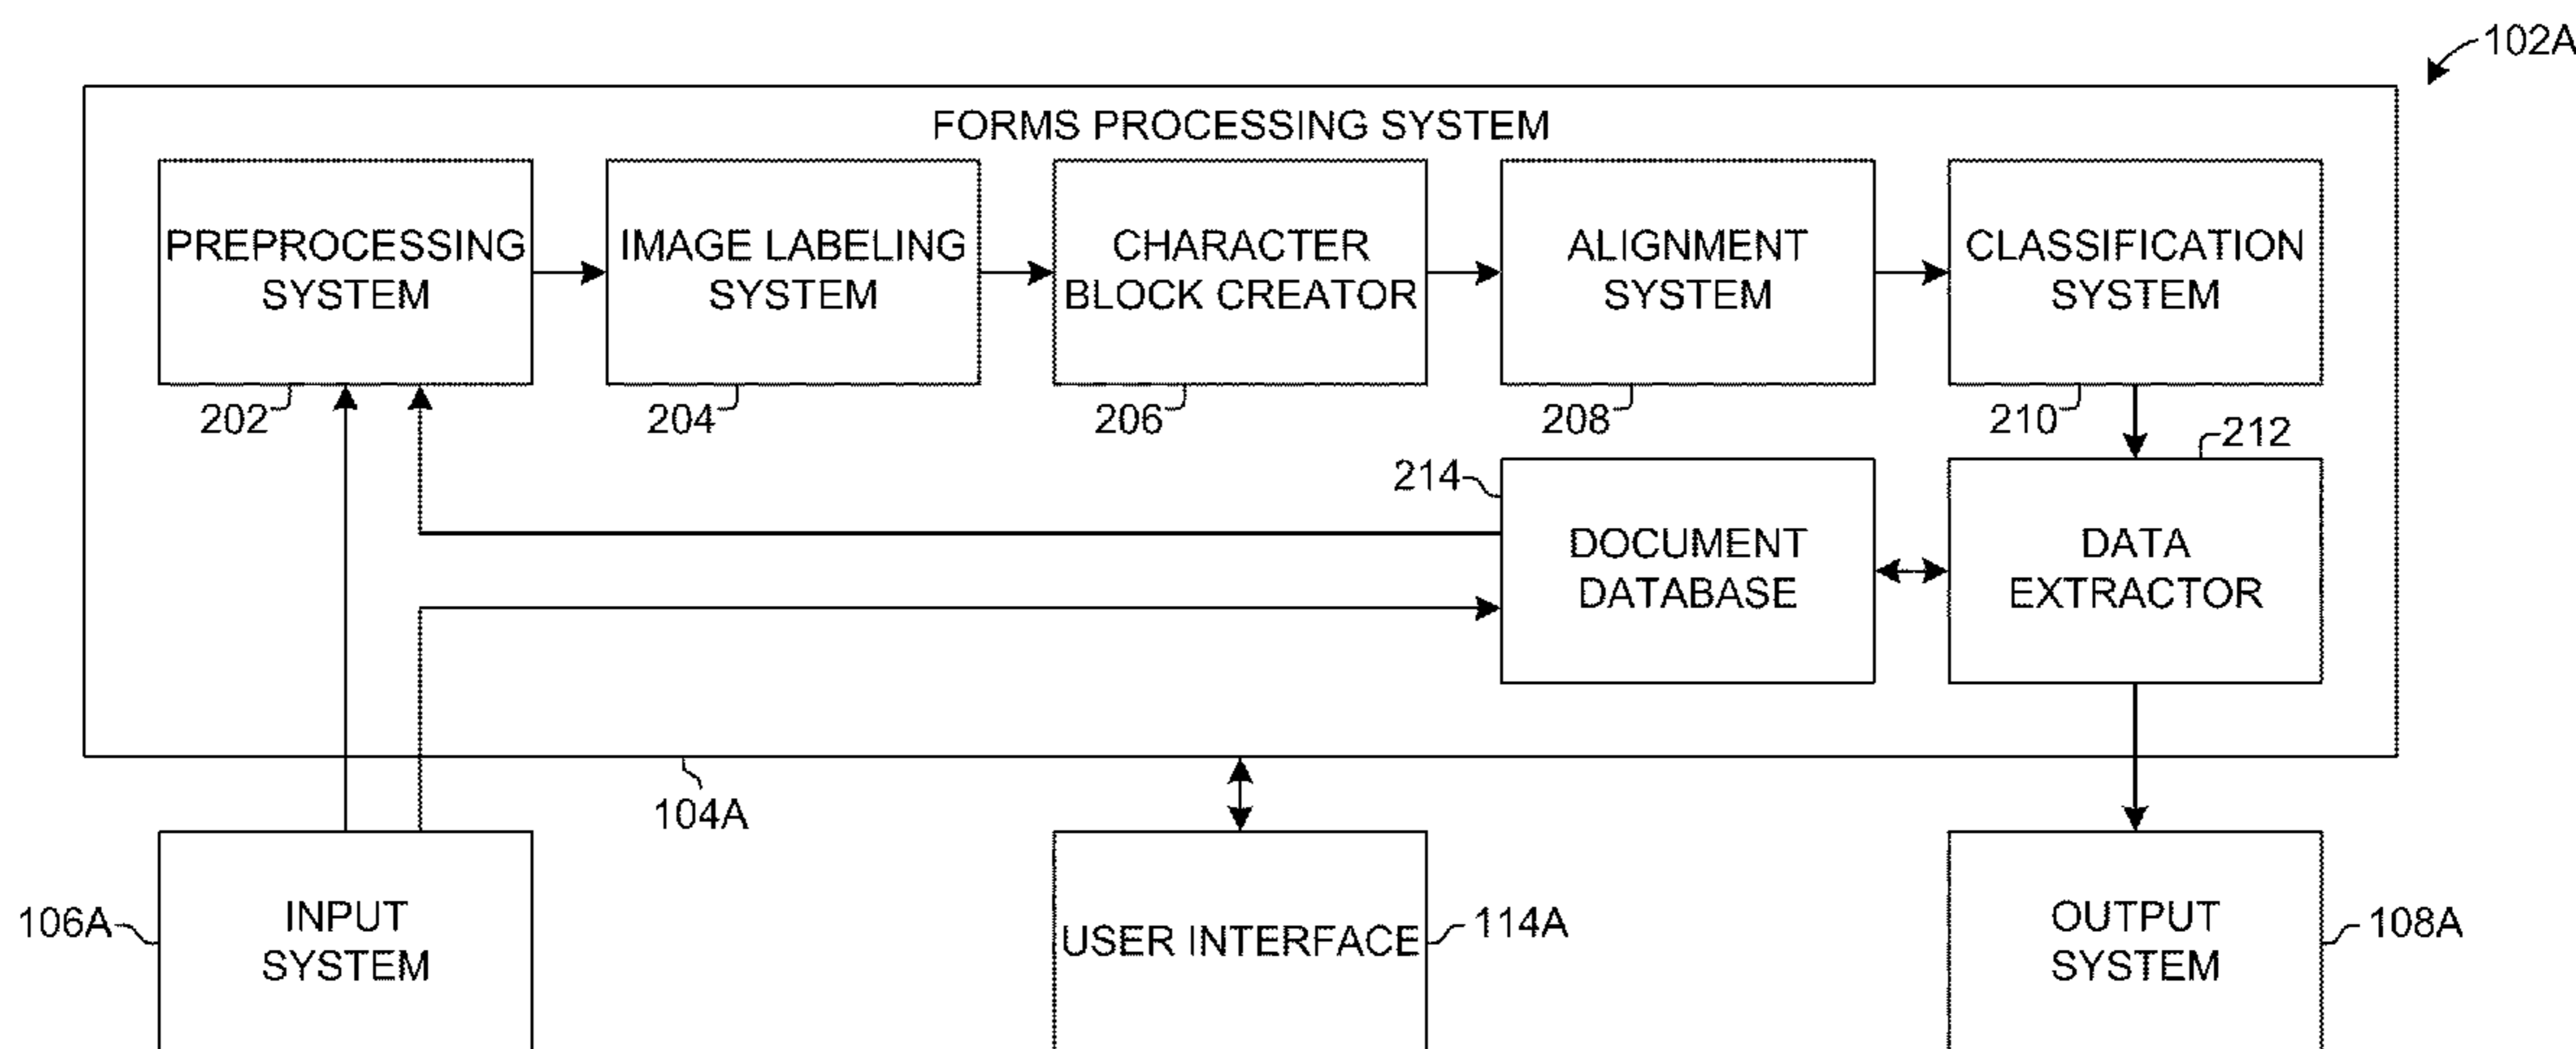 102A
FORMS PROCESSING SYSTEM
PREPROCESSING
SYSTEM
IMAGE LABELING
SYSTEM
CHARACTER
BLOCK CREATOR
ALIGNMENT
SYSTEM
CLASSIFICATION
SYSTEM
202
204
206
208
210
212
214
DOCUMENT
DATABASE
DATA
EXTRACTOR
104A
106A
INPUT
SYSTEM
USER INTERFACE
114A
OUTPUT
SYSTEM
108A